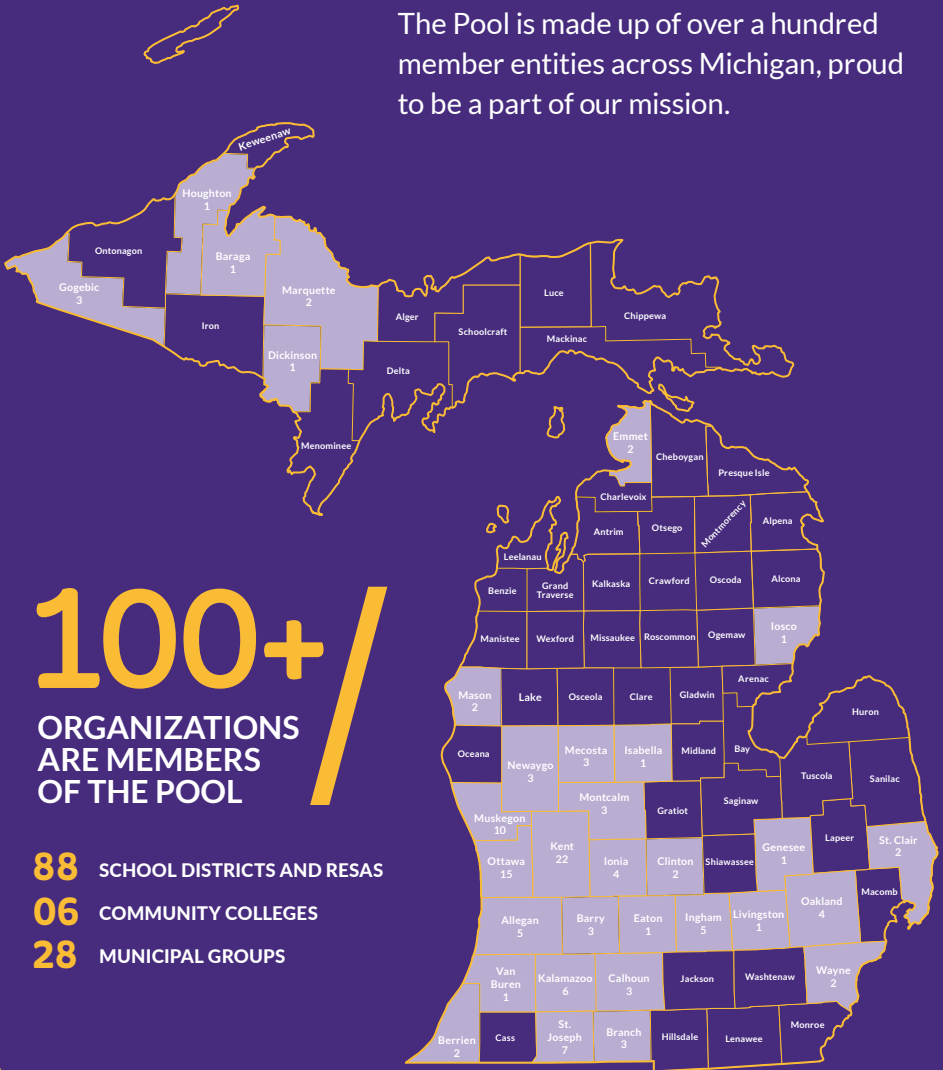 The Pool is made up of over a hundred
member entities across Michigan, proud
to be a part of our mission.
Keweenaw
Houghton
1
Ontonagon
Baraga
1
Gogebic
3
Marquette
2
Iron
Dickinson
1
Alger
Luce
Chippewa
Schoolcraft
Mackinac
Delta
Menominee
Emmet
2
Cheboygan
Presque Isle
Charlevoix
Antrim
Otsego
Montmorency
Alpena
Leelanau
Benzie
Grand
Traverse
Kalkaska
Crawford
Oscoda
Alcona
Manistee
Wexford
Missaukee
Roscommon
Ogemaw
Iosco
1
Mason
2
Lake
Osceola
Clare
Gladwin
Arenac
Huron
Oceana
Newaygo
3
Mecosta
3
Isabella
1
Midland
Bay
Tuscola
Sanilac
Muskegon
10
Montcalm
3
Gratiot
Saginaw
Ottawa
15
Kent
22
Ionia
4
Clinton
2
Shiawassee
Genesee
1
Lapeer
St. Clair
2
Allegan
5
Barry
3
Eaton
1
Ingham
5
Livingston
1
Oakland
4
Macomb
Van
Buren
1
Kalamazoo
6
Calhoun
3
Jackson
Washtenaw
Wayne
2
Berrien
2
Cass
St.
Joseph
7
Branch
3
Hillsdale
Lenawee
Monroe
100+
ORGANIZATIONS
ARE MEMBERS
OF THE POOL
88 SCHOOL DISTRICTS AND RESAS
06 COMMUNITY COLLEGES
28 MUNICIPAL GROUPS